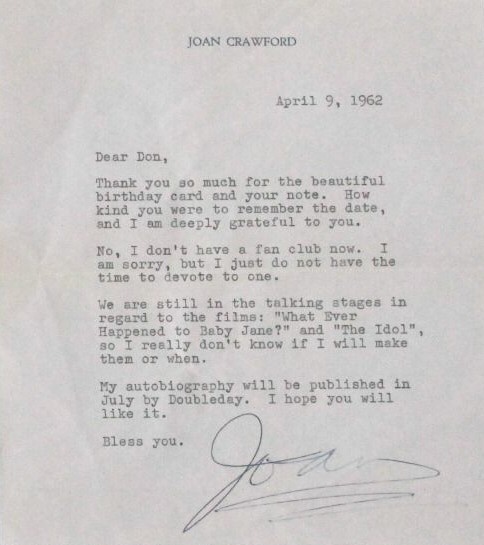 JOAN CRAWFORD
April 9, 1962
Dear Don,
Thank you so much for the beautiful
birthday card and your note. How
kind you were to remember the date,
and I am deeply grateful to you.
No, I don't have a fan club now. I
am sorry, but I just do not have the
time to devote to one.
We are still in the talking stages in
regard to the films: "What Ever
Happened to Baby Jane?" and "The Idol",
so I really don't know if I will make
them or when.
My autobiography will be published in
July by Doubleday. I hope you will
like it.
Bless you.
Joan